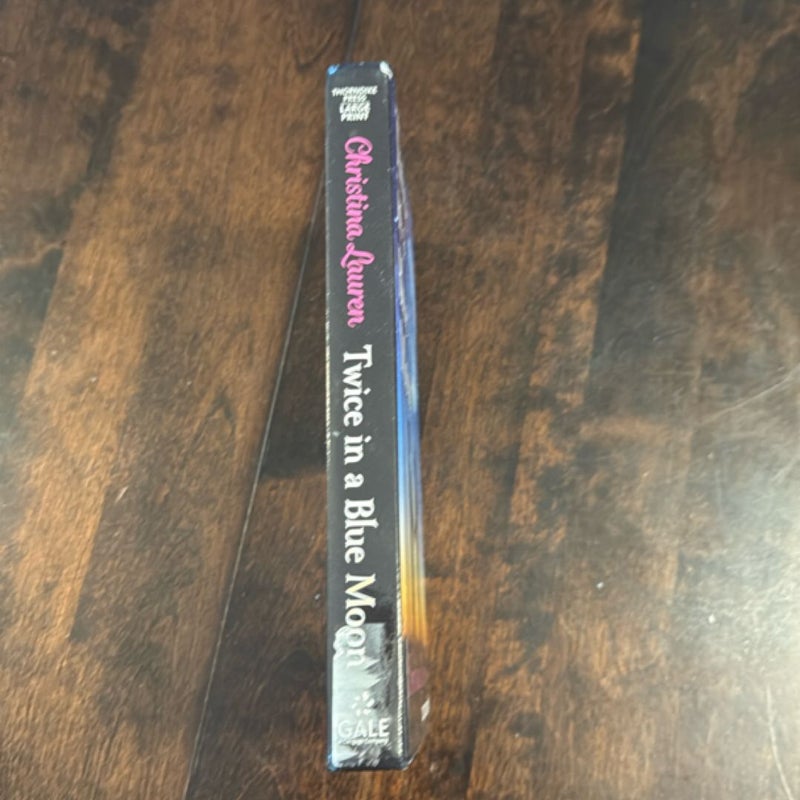 THORNDIKE
PRESS
LARGE
PRINT
Christina Lauren
Twice in a Blue Moon
GALE